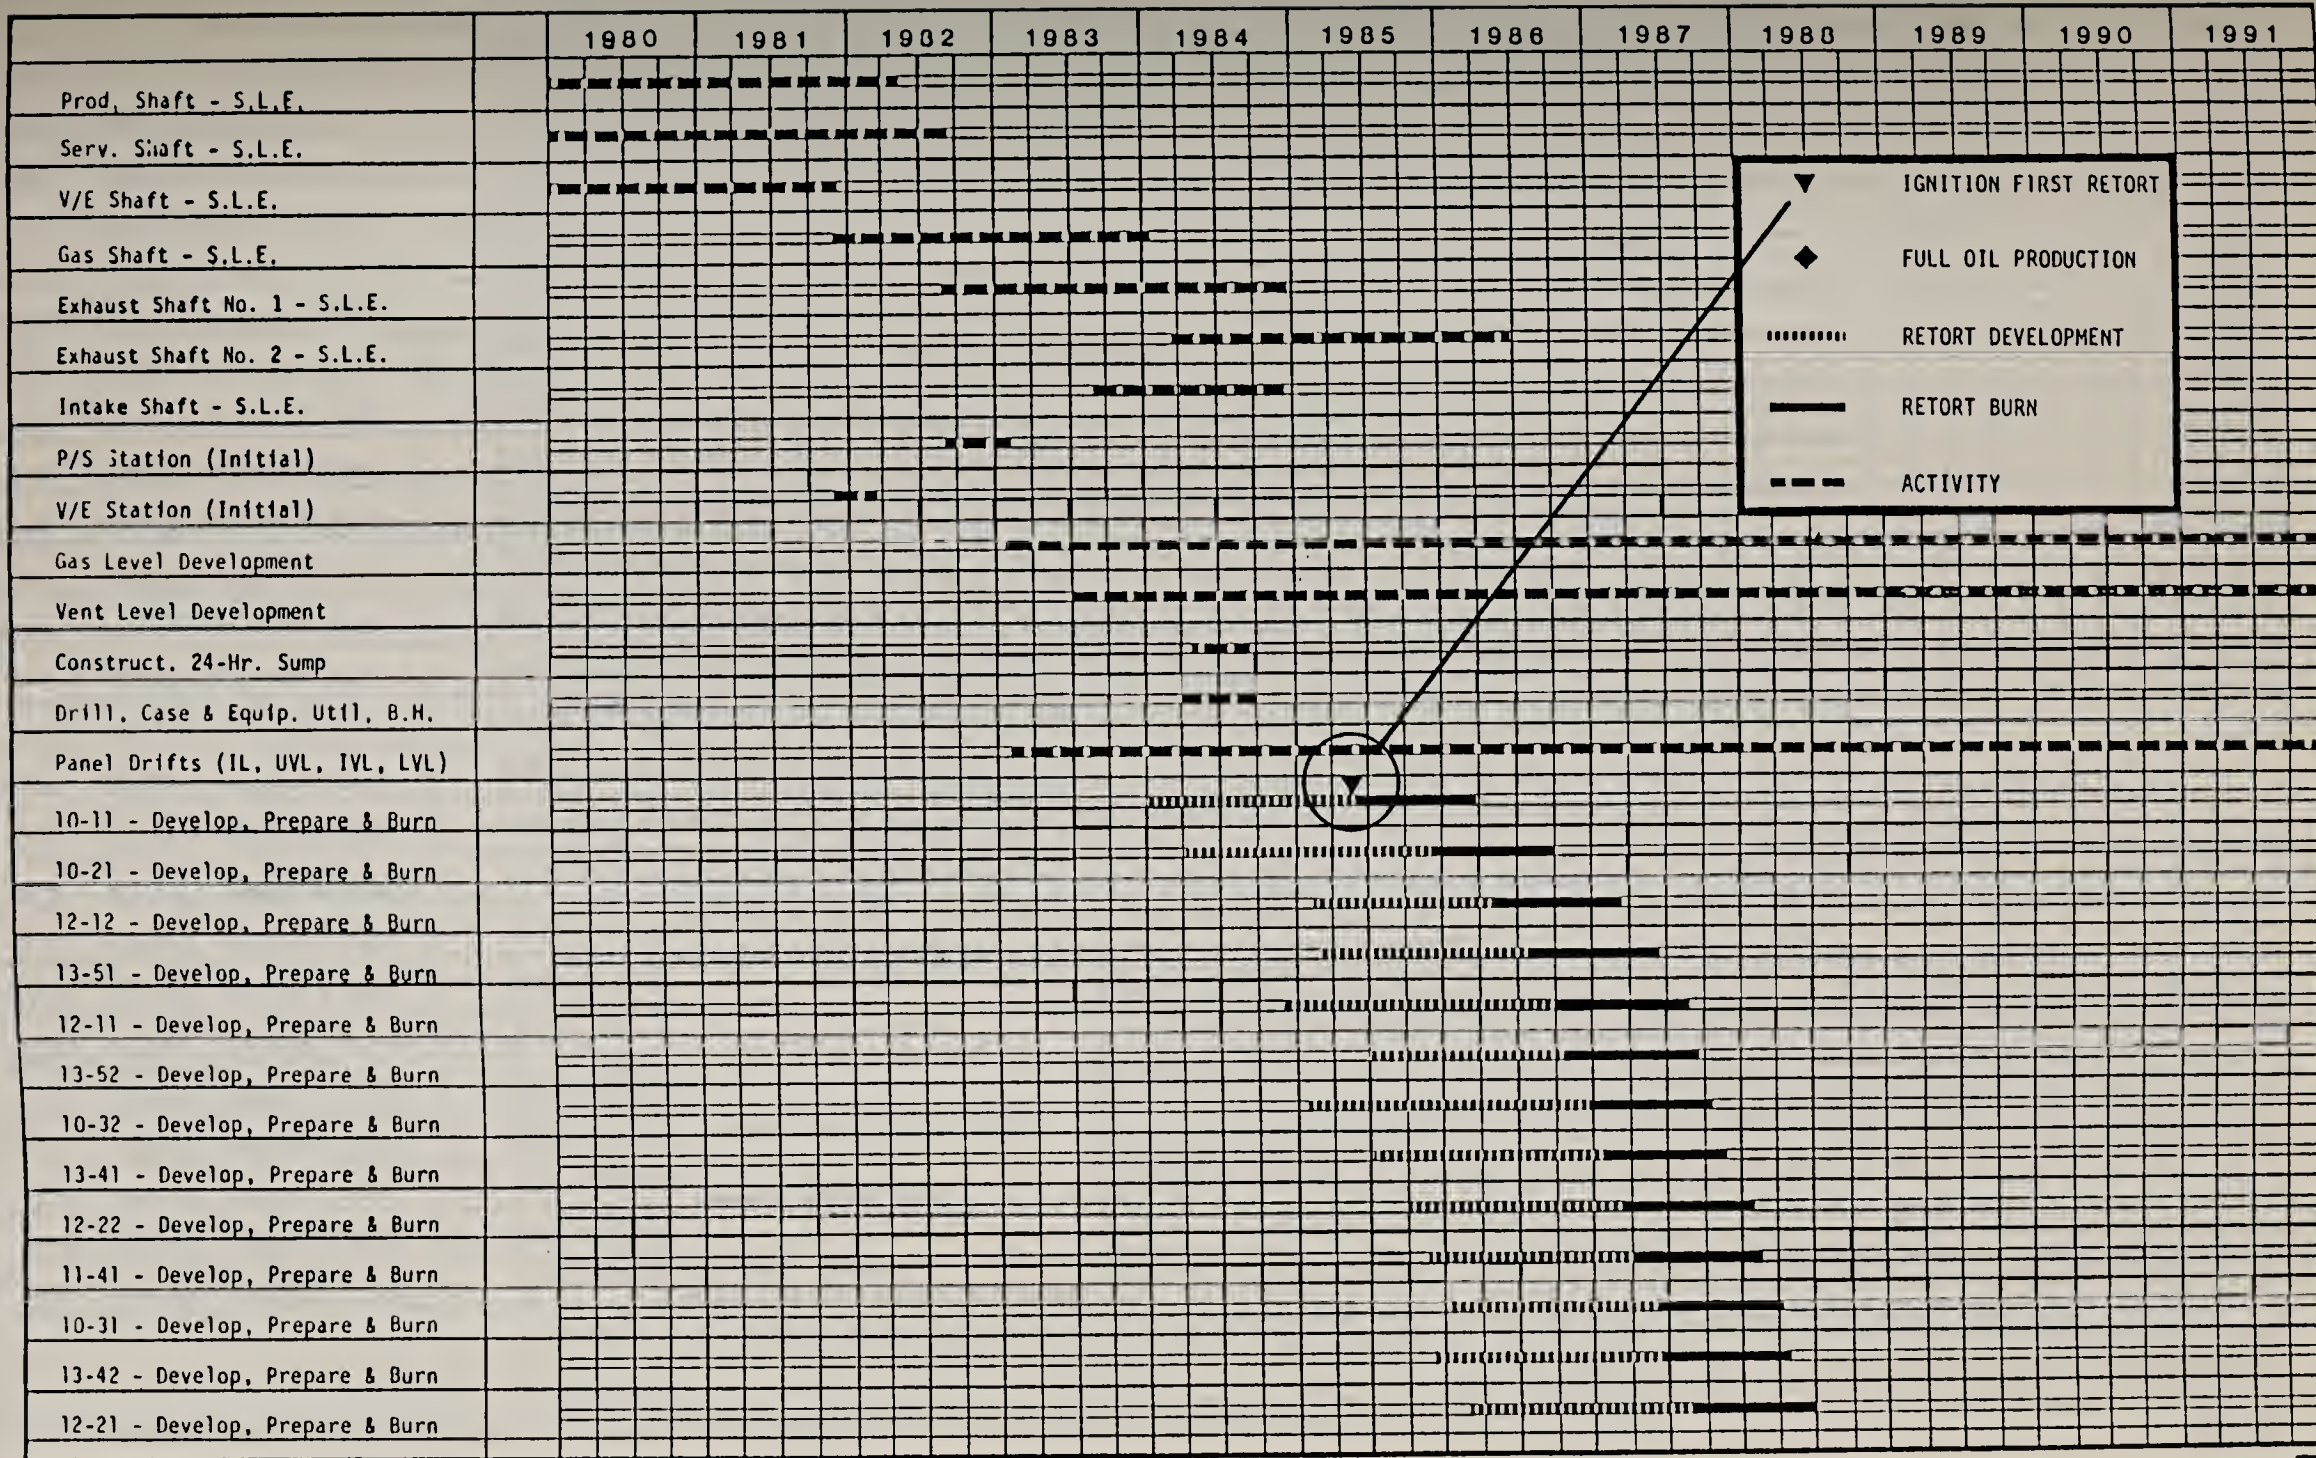 1980 1981 1982 1983 1984 1985 1986 1987 1988 1989 1990 1991
Prod, Shaft - S.L.E.
Serv. Shaft - S.L.E.
V/E Shaft - S.L.E.
Gas Shaft - S.L.E.
Exhaust Shaft No. 1 - S.L.E.
Exhaust Shaft No. 2 - S.L.E.
Intake Shaft - S.L.E.
P/S Station (Initial)
V/E Station (Initial)
Gas Level Development
Vent Level Development
Construct. 24-Hr. Sump
Drill, Case & Equip. Util, B.H.
Panel Drifts (IL, UVL, IVL, LVL)
10-11 - Develop, Prepare & Burn
10-21 - Develop, Prepare & Burn
12-12 - Develop, Prepare & Burn
13-51 - Develop, Prepare & Burn
12-11 - Develop, Prepare & Burn
13-52 - Develop, Prepare & Burn
10-32 - Develop, Prepare & Burn
13-41 - Develop, Prepare & Burn
12-22 - Develop, Prepare & Burn
11-41 - Develop, Prepare & Burn
10-31 - Develop, Prepare & Burn
13-42 - Develop, Prepare & Burn
12-21 - Develop, Prepare & Burn
IGNITION FIRST RETORT
FULL OIL PRODUCTION
RETORT DEVELOPMENT
RETORT BURN
ACTIVITY